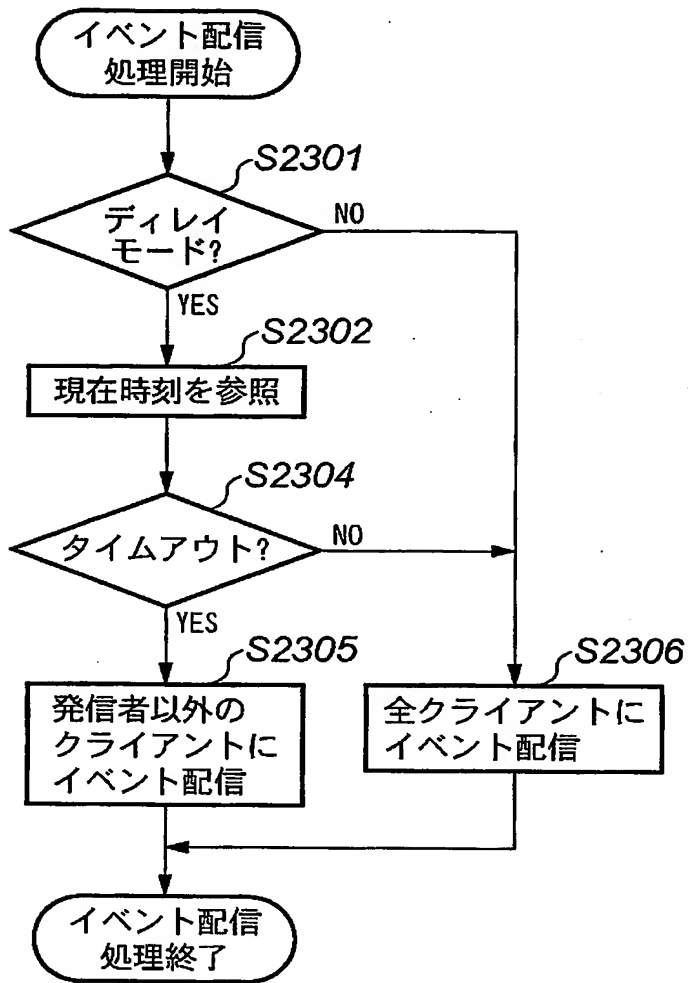 イベント配信
処理開始
S2301
ディレイ
モード?
NO
YES
S2302
現在時刻を参照
S2304
タイムアウト?
NO
YES
S2305
発信者以外の
クライアントに
イベント配信
S2306
全クライアントに
イベント配信
イベント配信
処理終了